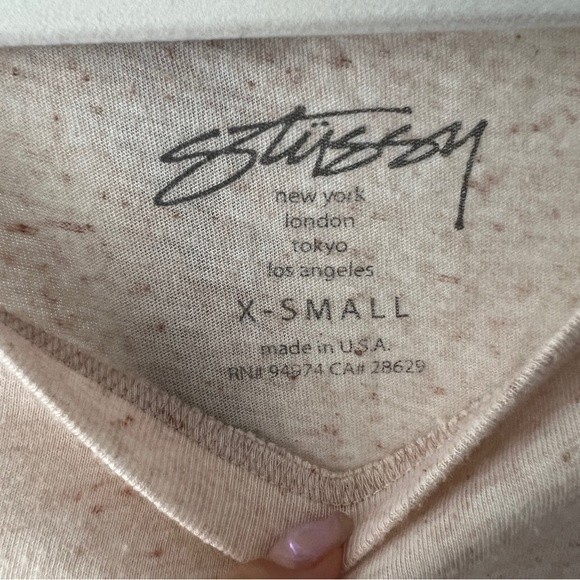 stüssy
new york
london
tokyo
los angeles
X-SMALL
made in U.S.A.
RN# 94974 CA# 28629